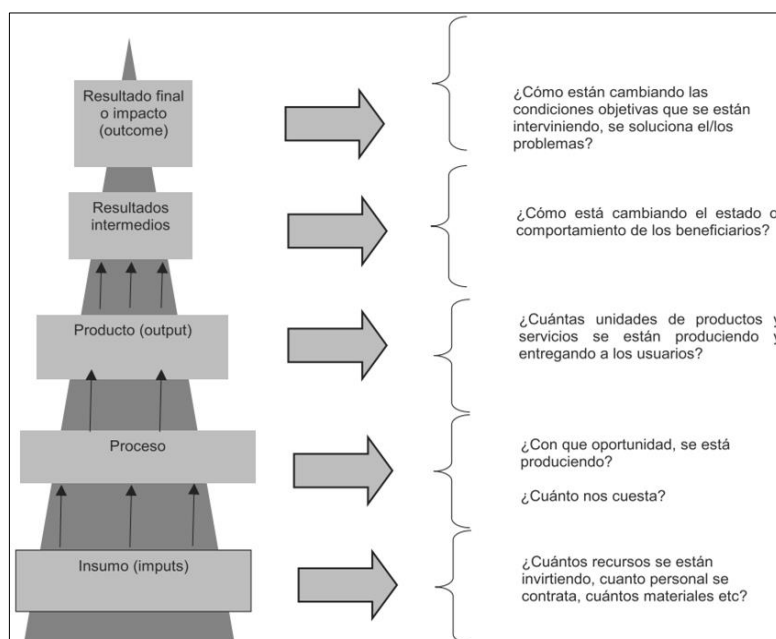 Resultado final
o impacto
(outcome)
¿Cómo están cambiando las
condiciones objetivas que se están
interviniendo, se soluciona el/los
problemas?
Resultados
intermedios
¿Cómo está cambiando el estado o
comportamiento de los beneficiarios?
Producto (output)
¿Cuántas unidades de productos y
servicios se están produciendo y
entregando a los usuarios?
Proceso
¿Con que oportunidad, se está
produciendo?
¿Cuánto nos cuesta?
Insumo (imputs)
¿Cuántos recursos se están
invirtiendo, cuanto personal se
contrata, cuántos materiales etc?